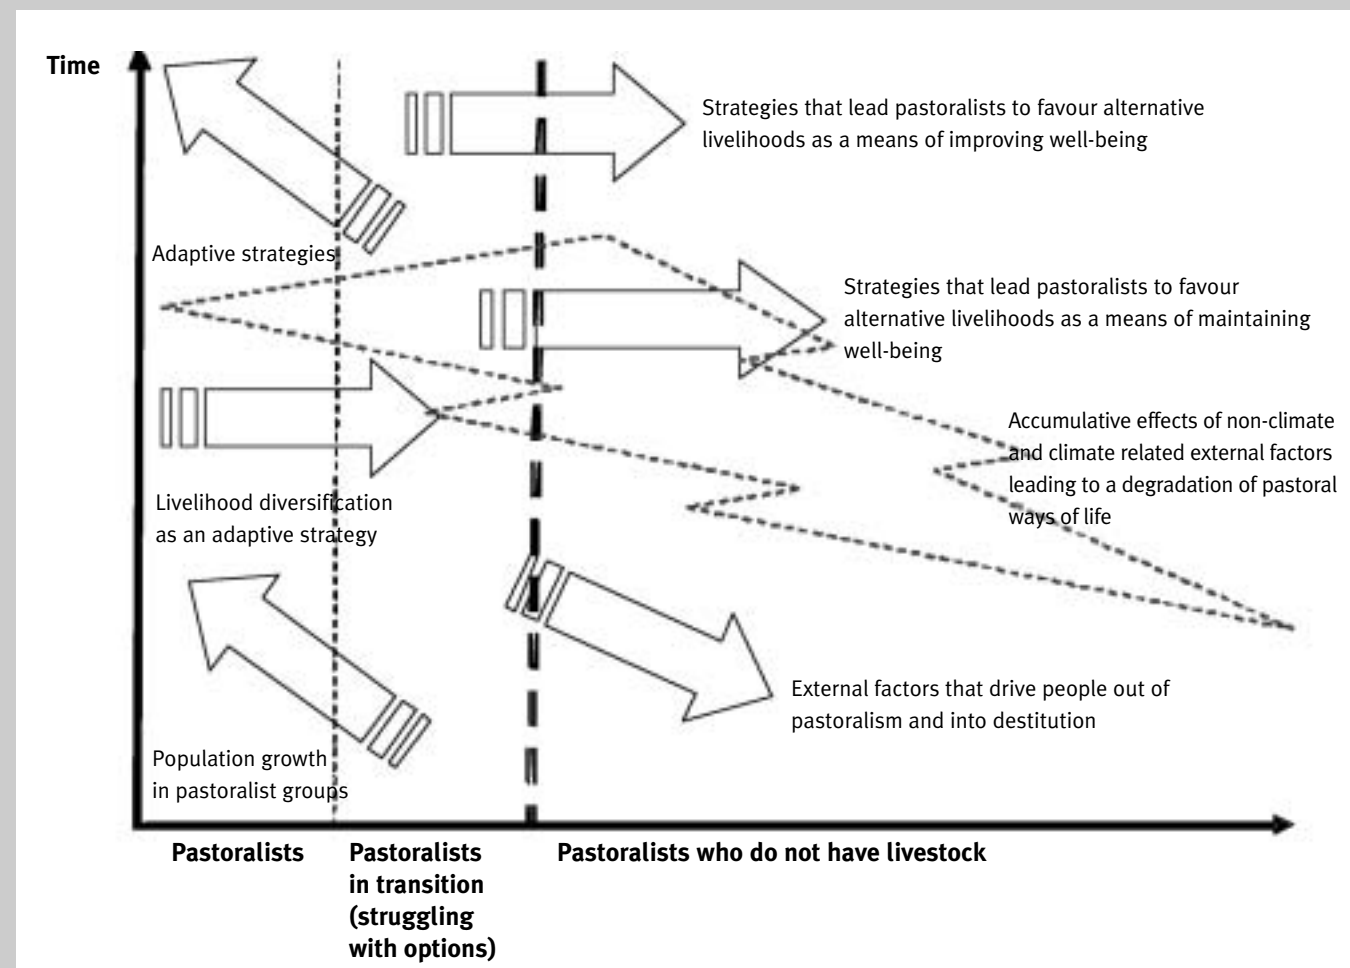 Time
Strategies that lead pastoralists to favour alternative
livelihoods as a means of improving well-being
Adaptive strategies
Strategies that lead pastoralists to favour
alternative livelihoods as a means of maintaining
well-being
Accumulative effects of non-climate
and climate related external factors
leading to a degradation of pastoral
ways of life
Livelihood diversification
as an adaptive strategy
External factors that drive people out of
pastoralism and into destitution
Population growth
in pastoralist groups
Pastoralists
Pastoralists
in transition
(struggling
with options)
Pastoralists who do not have livestock